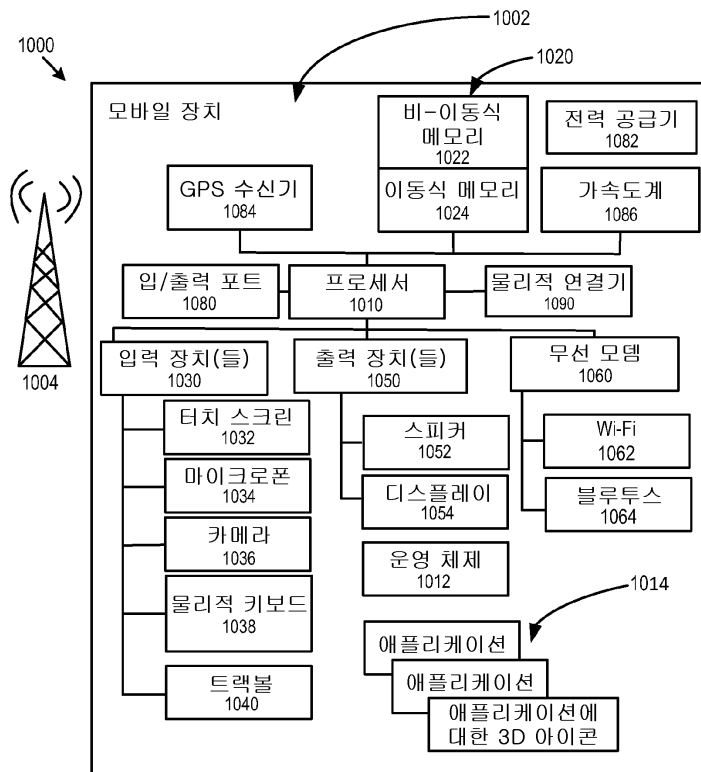 1002
1000
1020
모바일 장치
비-이동식
메모리
1022
전력 공급기
1082
GPS 수신기
1084
이동식 메모리
1024
가속도계
1086
입/출력 포트
1080
프로세서
1010
물리적 연결기
1090
1004
입력 장치(들)
1030
출력 장치(들)
1050
무선 모뎀
1060
터치 스크린
1032
스피커
1052
Wi-Fi
1062
마이크로폰
1034
디스플레이
1054
블루투스
1064
카메라
1036
운영 체제
1012
물리적 키보드
1038
1014
애플리케이션
트랙볼
1040
애플리케이션
애플리케이션에
대한 3D 아이콘